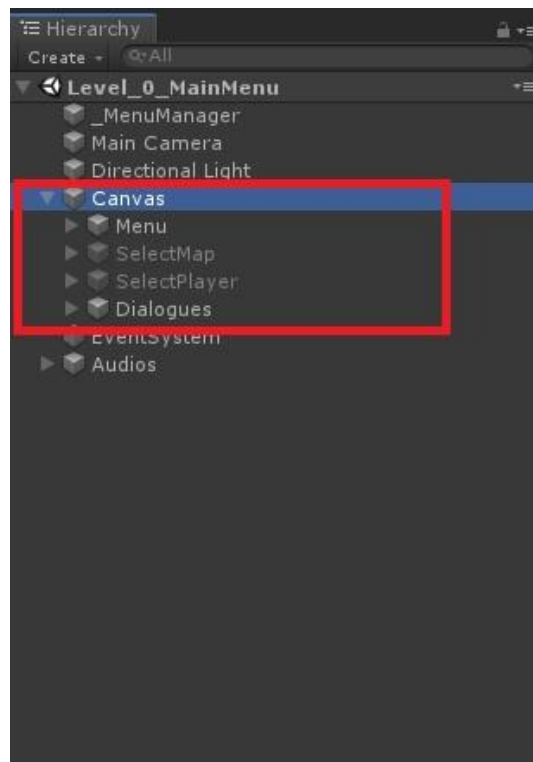 Hierarchy
Create All
Level_0_MainMenu
_MenuManager
Main Camera
Directional Light
Canvas
Menu
SelectMap
SelectPlayer
Dialogues
EventSystem
Audios